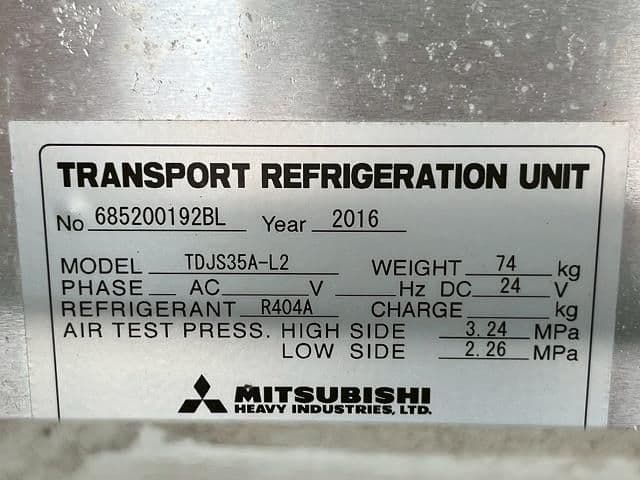 TRANSPORT REFRIGERATION UNIT
No 685200192BL Year 2016
MODEL TDJS35A-L2 WEIGHT 74 kg
PHASE AC V Hz DC 24 V
REFRIGERANT R404A CHARGE kg
AIR TEST PRESS. HIGH SIDE 3.24 MPa
LOW SIDE 2.26 MPa
MITSUBISHI
HEAVY INDUSTRIES, LTD.